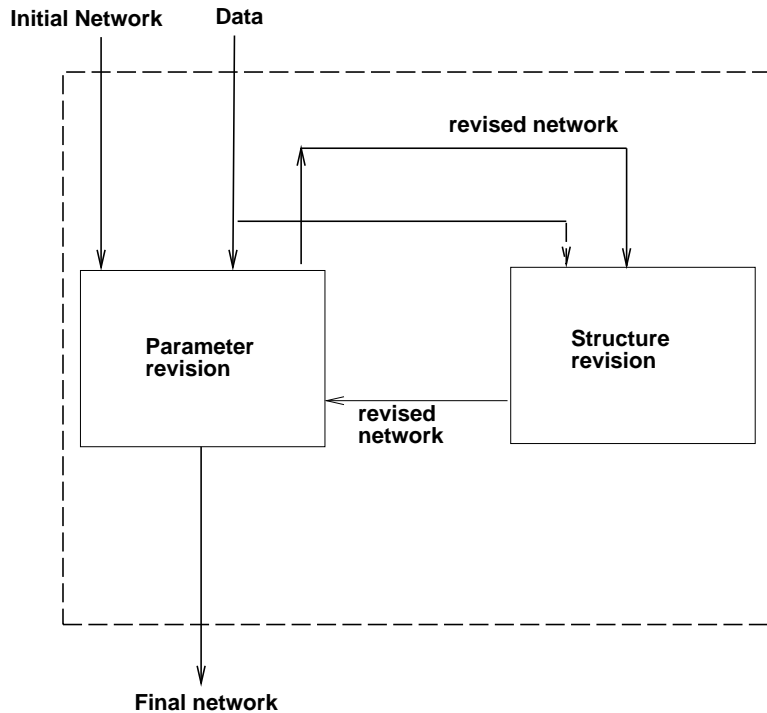 Initial Network
Data
revised network
Parameter
revision
Structure
revision
revised
network
Final network